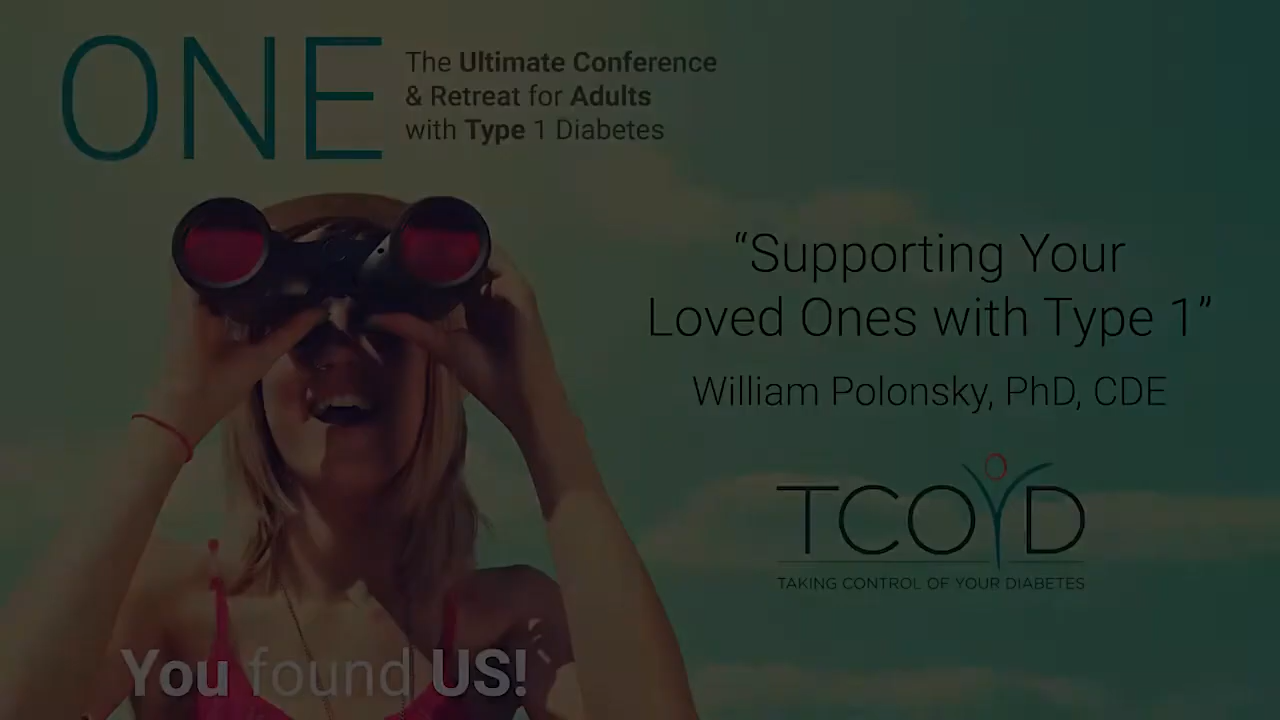 ONE
The Ultimate Conference
& Retreat for Adults
with Type 1 Diabetes
“Supporting Your
Loved Ones with Type 1”
William Polonsky, PhD, CDE
TCOYD
TAKING CONTROL OF YOUR DIABETES
You found US!